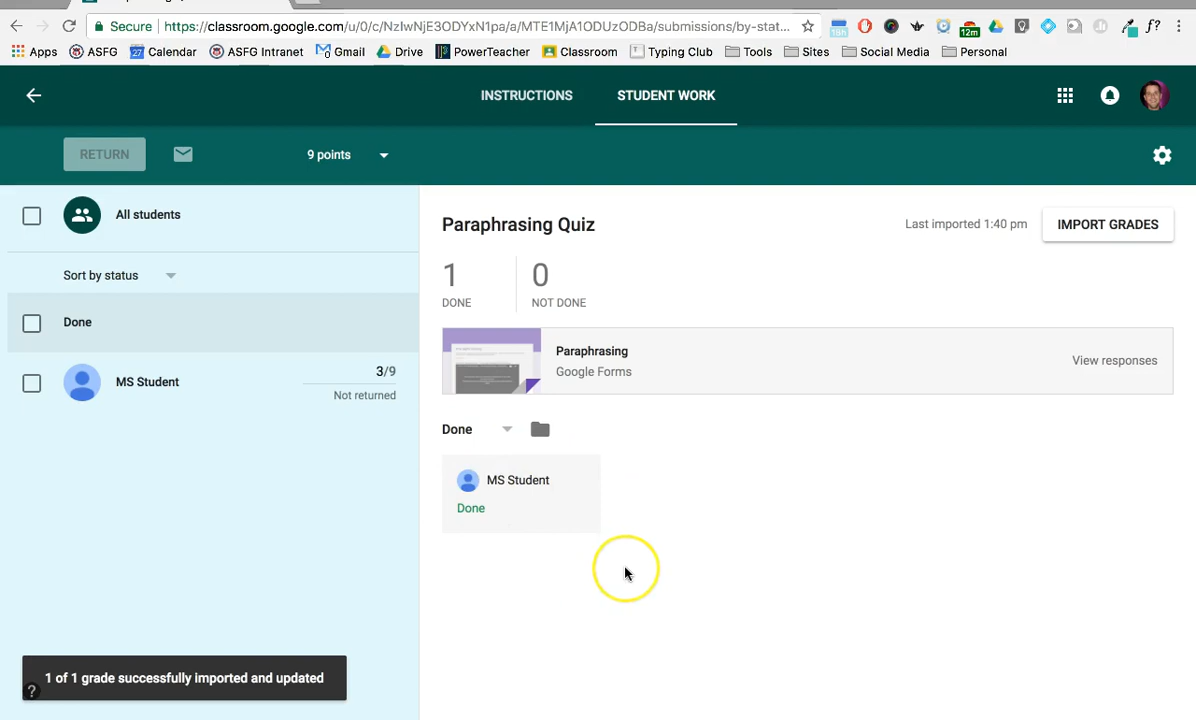 Secure https://classroom.google.com/u/0/c/NzIwNjE3ODYxN1pa/a/MTE1MjA1ODUzODBa/submissions/by-stat...
18h
12m
f?
Apps ASFG Calendar ASFG Intranet Gmail Drive PowerTeacher Classroom Typing Club Tools Sites Social Media Personal
INSTRUCTIONS STUDENT WORK
RETURN 9 points
All students
Sort by status
Done
MS Student 3/9
Not returned
Paraphrasing Quiz Last imported 1:40 pm IMPORT GRADES
1 0
DONE NOT DONE
Paraphrasing
Google Forms
View responses
Done
MS Student
Done
1 of 1 grade successfully imported and updated
?